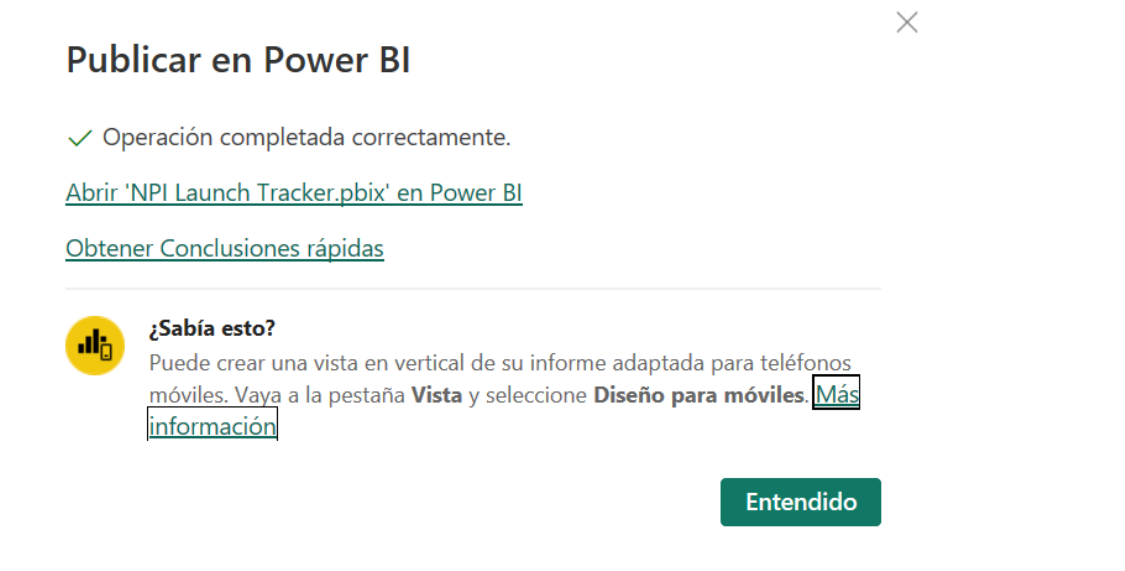 Publicar en Power BI
Operación completada correctamente.
Abrir 'NPI Launch Tracker.pbix' en Power BI
Obtener Conclusiones rápidas
¿Sabía esto?
Puede crear una vista en vertical de su informe adaptada para teléfonos
móviles. Vaya a la pestaña Vista y seleccione Diseño para móviles. Más
información
Entendido